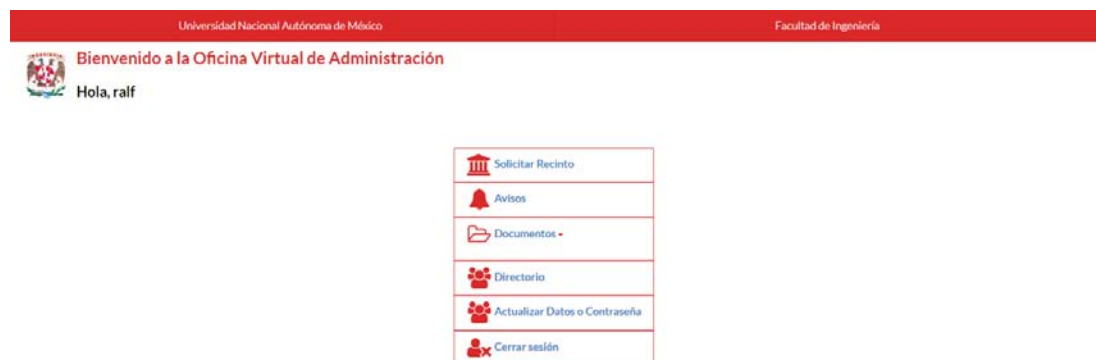 Universidad Nacional Autónoma de México
Facultad de Ingeniería
Bienvenido a la Oficina Virtual de Administración
Hola, ralf
Solicitar Recinto
Avisos
Documentos
Directorio
Actualizar Datos o Contraseña
Cerrar sesión